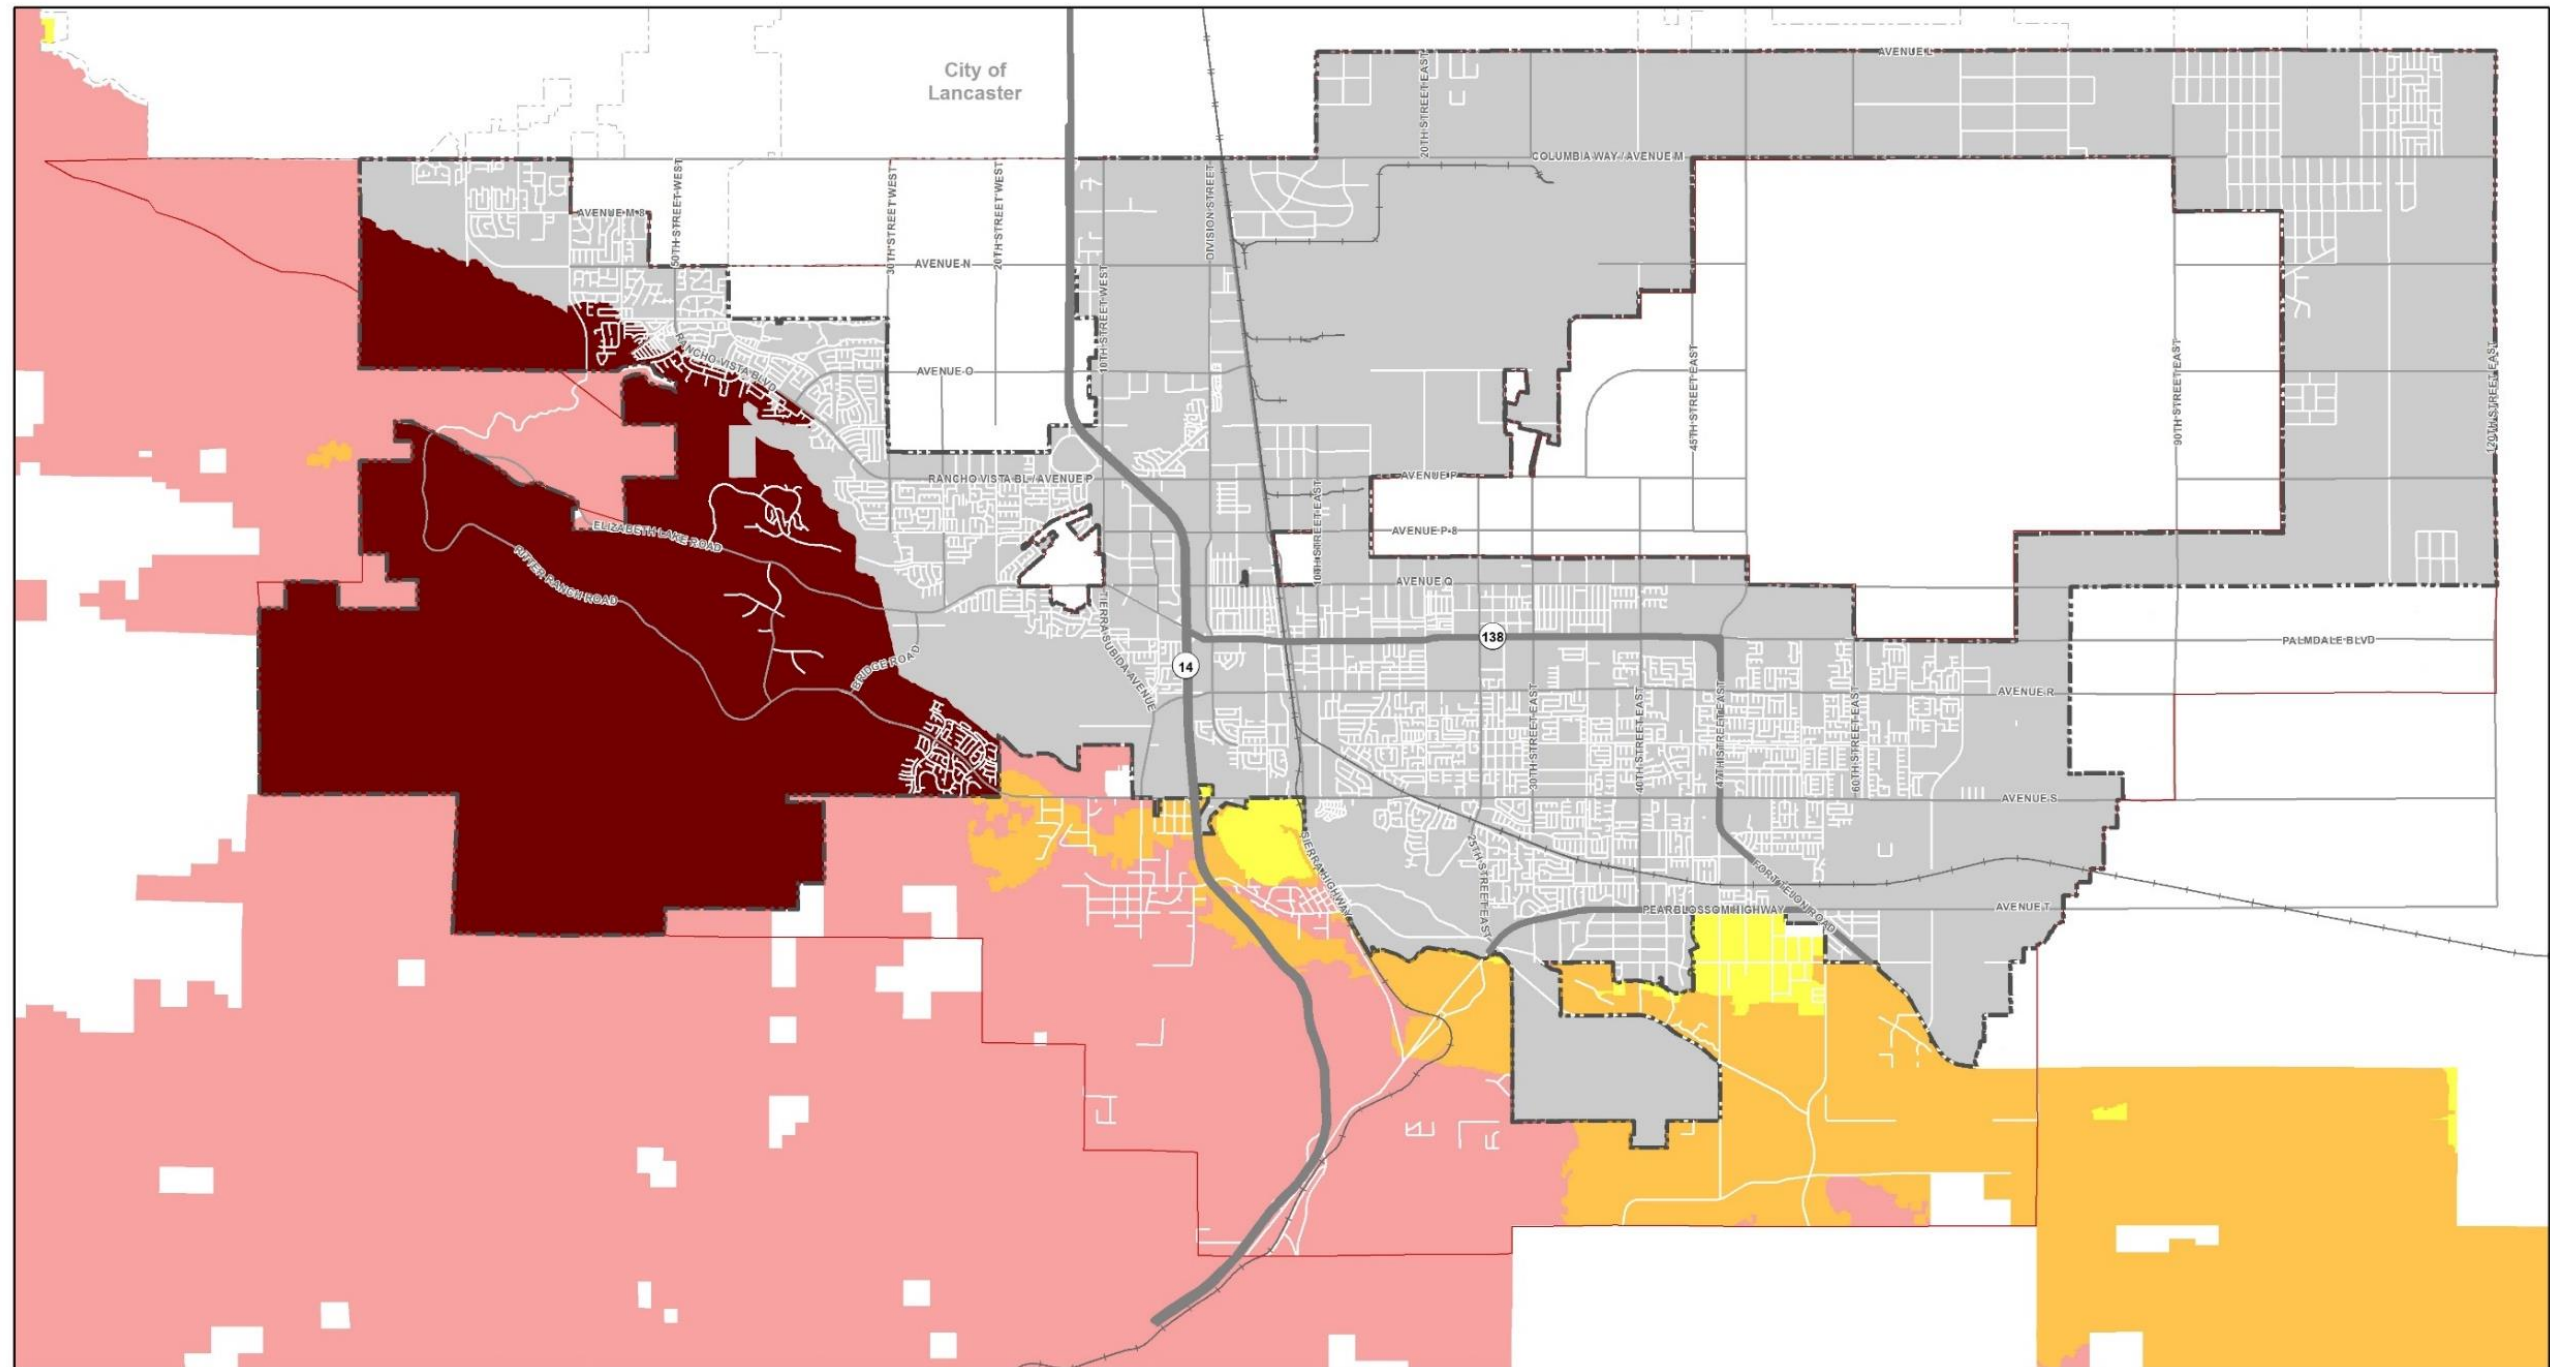 City of
Lancaster
AVENUE L
20TH STREET EAST
COLUMBIA WAY / AVENUE M
AVENUE M-8
50TH STREET WEST
30TH STREET WEST
20TH STREET WEST
DIVISION STREET
AVENUE N
10TH STREET WEST
RANCHO VISTA BLVD
AVENUE O
45TH STREET EAST
90TH STREET EAST
120TH STREET EAST
RANCHO VISTA BL / AVENUE P
AVENUE P
10TH STREET EAST
AVENUE P-8
ELIZABETH LAKE ROAD
RITTER RANCH ROAD
AVENUE Q
TIERRA SUBIDA AVENUE
138
PALMDALE BLVD
14
BRIDGE ROAD
AVENUE R
30TH STREET EAST
40TH STREET EAST
47TH STREET EAST
60TH STREET EAST
AVENUE S
SIERRA HIGHWAY
25TH STREET EAST
FORT TEJON ROAD
PEARBLOSSOM HIGHWAY
AVENUE T